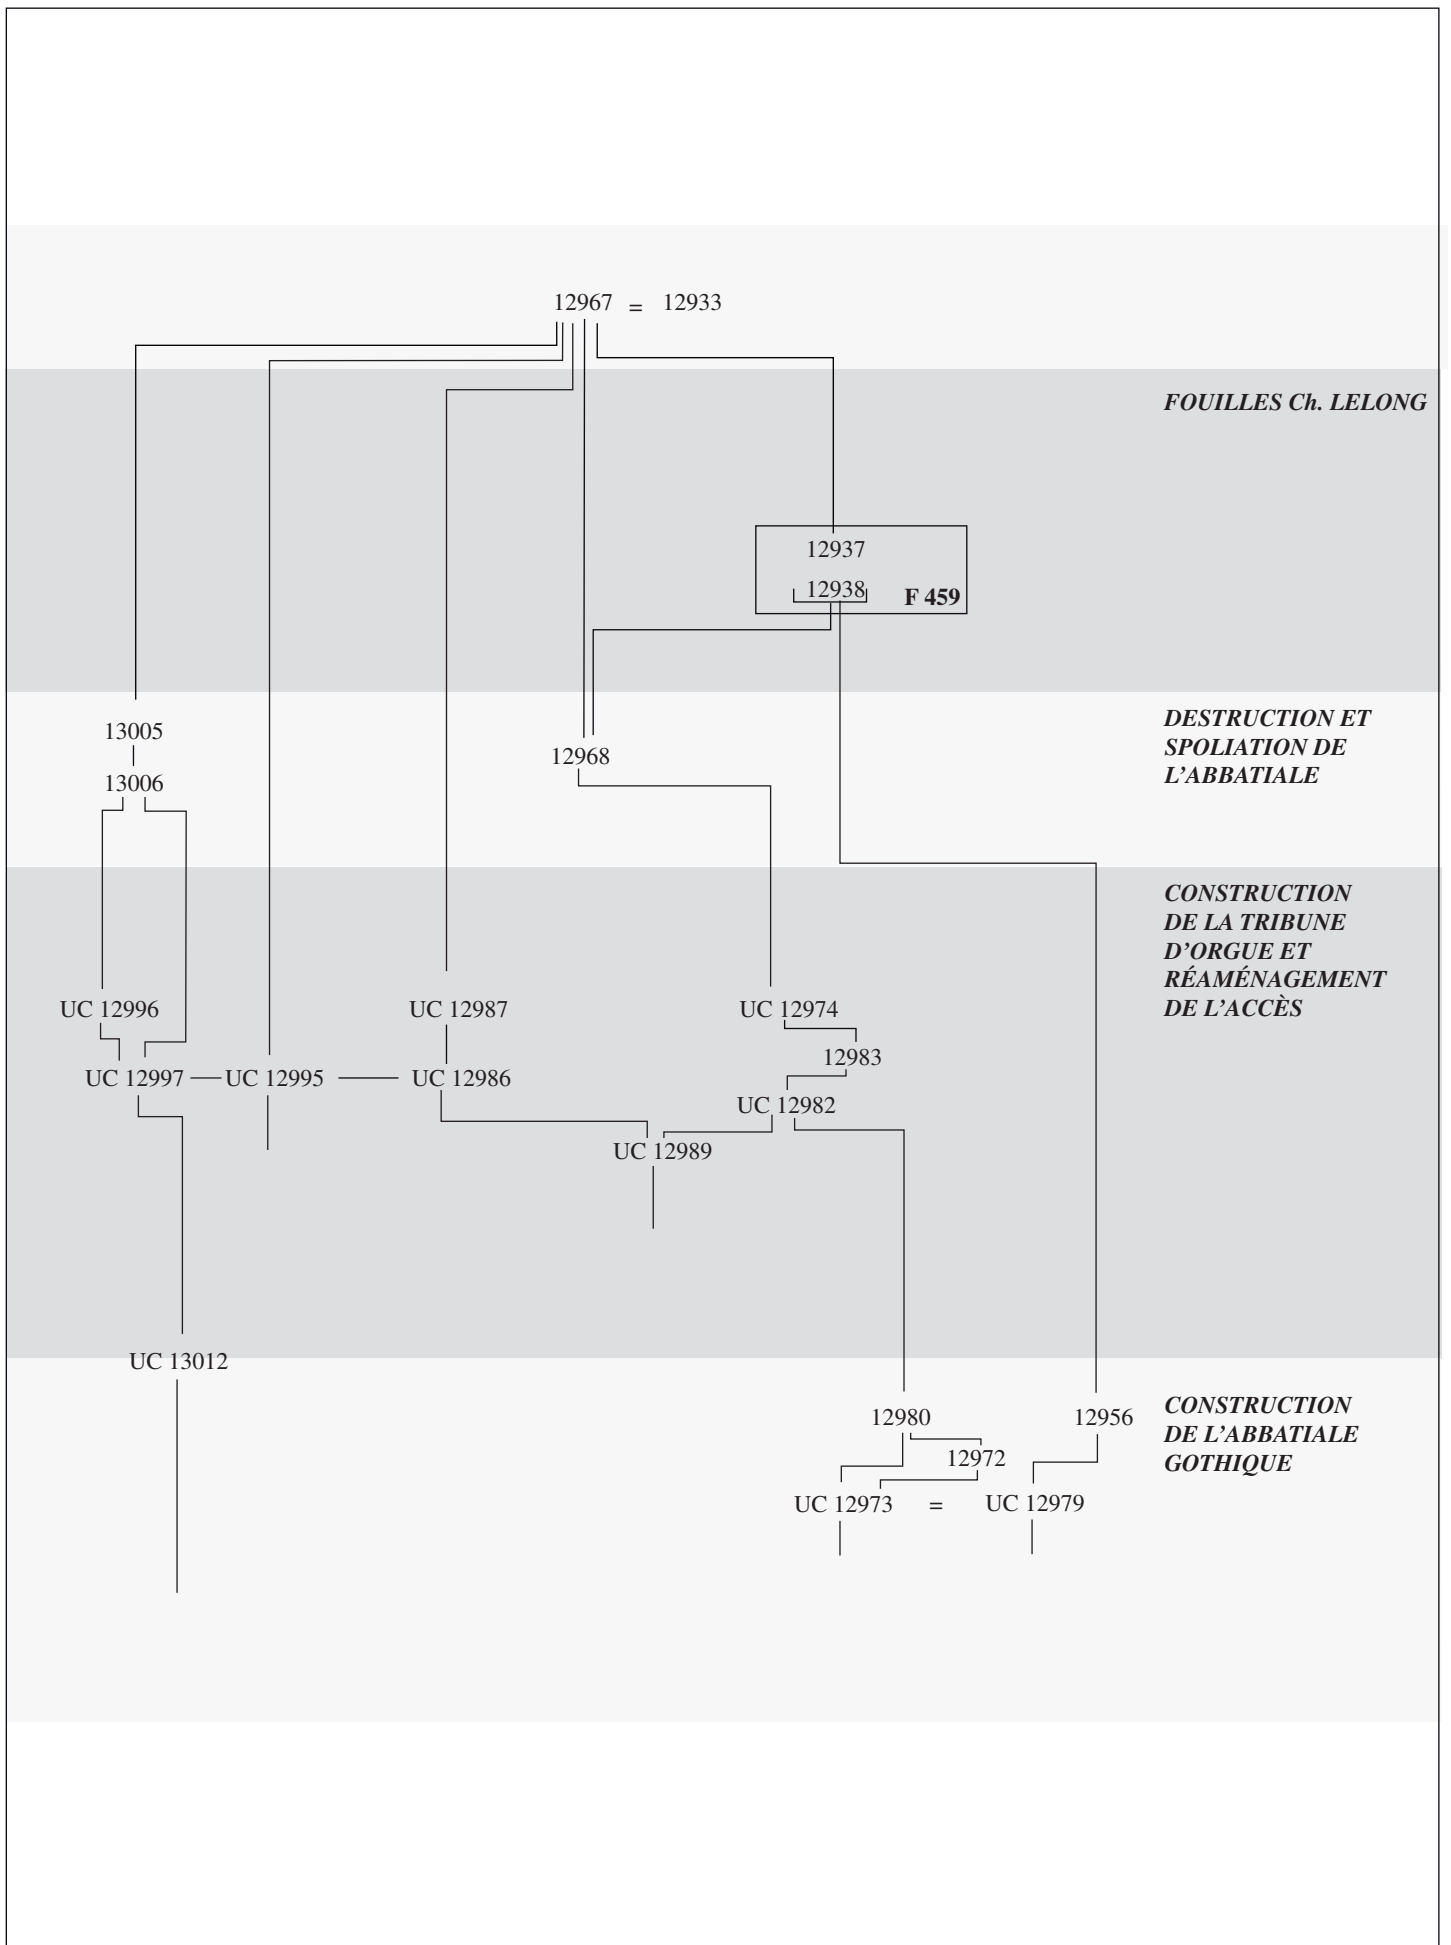 12967 = 12933
FOUILLES Ch. LELONG
12937
12938
F 459
13005
13006
12968
DESTRUCTION ET
SPOLIATION DE
L'ABBATIALE
CONSTRUCTION
DE LA TRIBUNE
D'ORGUE ET
RÉAMÉNAGEMENT
DE L'ACCÈS
UC 12996
UC 12987
UC 12974
12983
UC 12997
UC 12995
UC 12986
UC 12982
UC 12989
UC 13012
12980
12956
CONSTRUCTION
DE L'ABBATIALE
GOTHIQUE
12972
UC 12973 = UC 12979